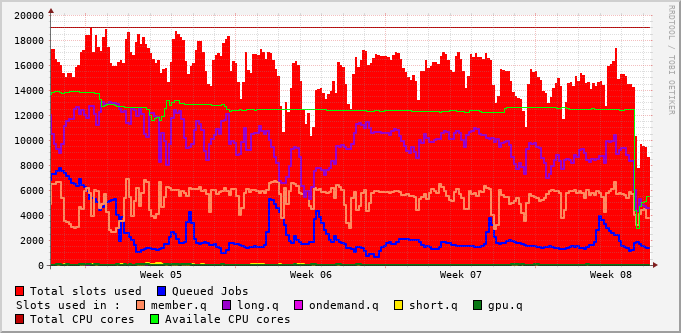 20000
18000
16000
14000
12000
10000
8000
6000
4000
2000
0
Week 05 Week 06 Week 07 Week 08
RRDTOOL / TOBI OETIKER
Total slots used Queued Jobs
Slots used in : member.q long.q ondemand.q short.q gpu.q
Total CPU cores Availale CPU cores